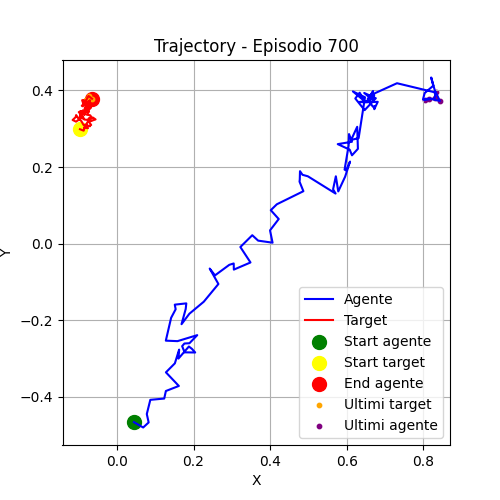 Trajectory - Episodio 700
Y
0.4
0.2
0.0
−0.2
−0.4
Agente
Target
Start agente
Start target
End agente
Ultimi target
Ultimi agente
0.0 0.2 0.4 0.6 0.8
X